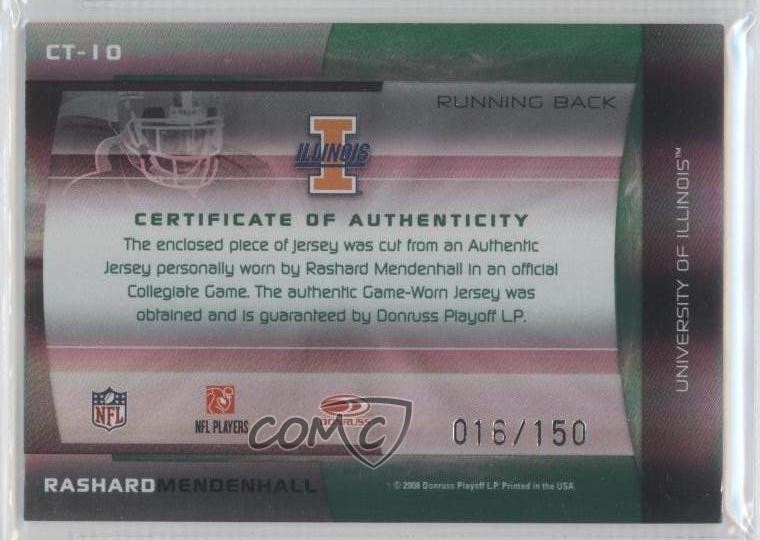 CT-10
RUNNING BACK
I
ILLINOIS
CERTIFICATE OF AUTHENTICITY
The enclosed piece of jersey was cut from an Authentic
Jersey personally worn by Rashard Mendenhall in an official
Collegiate Game. The authentic Game-Worn Jersey was
obtained and is guaranteed by Donruss Playoff L.P.
UNIVERSITY OF ILLINOIS™
NFL
NFL PLAYERS
DONRUSS
COMC
016/150
RASHARDMENDENHALL
© 2008 Donruss Playoff L.P. Printed in the USA.